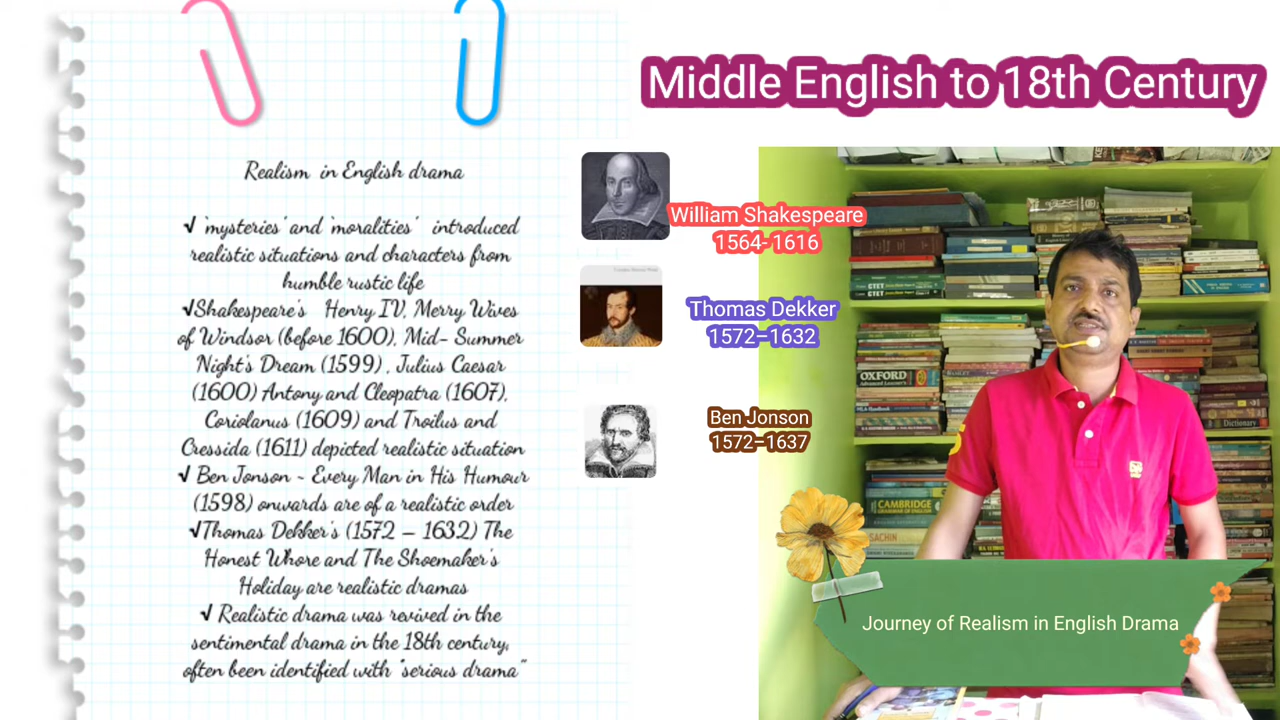 Middle English to 18th Century
Realism in English drama
√ 'mysteries' and 'moralities' introduced
realistic situations and characters from
humble rustic life
√Shakespeare's Henry IV, Merry Wives
of Windsor (before 1600), Mid- Summer
Night's Dream (1599) , Julius Caesar
(1600) Antony and Cleopatra (1607),
Coriolanus (1609) and Troilus and
Cressida (1611) depicted realistic situation
√ Ben Jonson ~ Every Man in His Humour
(1598) onwards are of a realistic order
√Thomas Dekker's (1572 – 1632) The
Honest Whore and The Shoemaker's
Holiday are realistic dramas
√ Realistic drama was revived in the
sentimental drama in the 18th century,
often been identified with "serious drama"
William Shakespeare
1564- 1616
Thomas Dekker
1572–1632
Ben Jonson
1572–1637
CTET
CTET
OXFORD
Advanced Learner's
Dictionary
CAMBRIDGE
SACHIN
Journey of Realism in English Drama